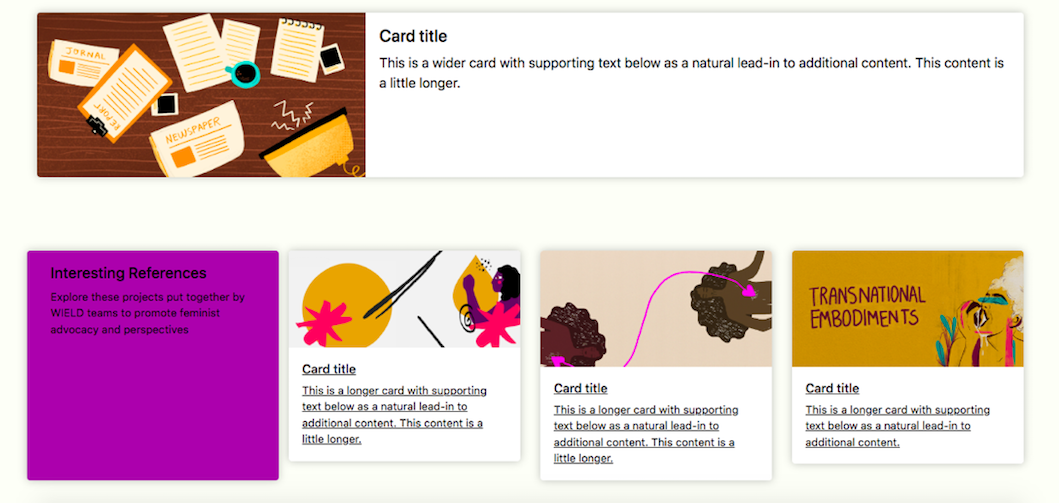 JORNAL
REPORT
NEWSPAPER
Card title
This is a wider card with supporting text below as a natural lead-in to additional content. This content is
a little longer.
Interesting References
Explore these projects put together by
WIELD teams to promote feminist
advocacy and perspectives
Card title
This is a longer card with supporting
text below as a natural lead-in to
additional content. This content is a
little longer.
Card title
This is a longer card with supporting
text below as a natural lead-in to
additional content. This content is a
little longer.
TRANSNATIONAL
EMBODIMENTS
Card title
This is a longer card with supporting
text below as a natural lead-in to
additional content.